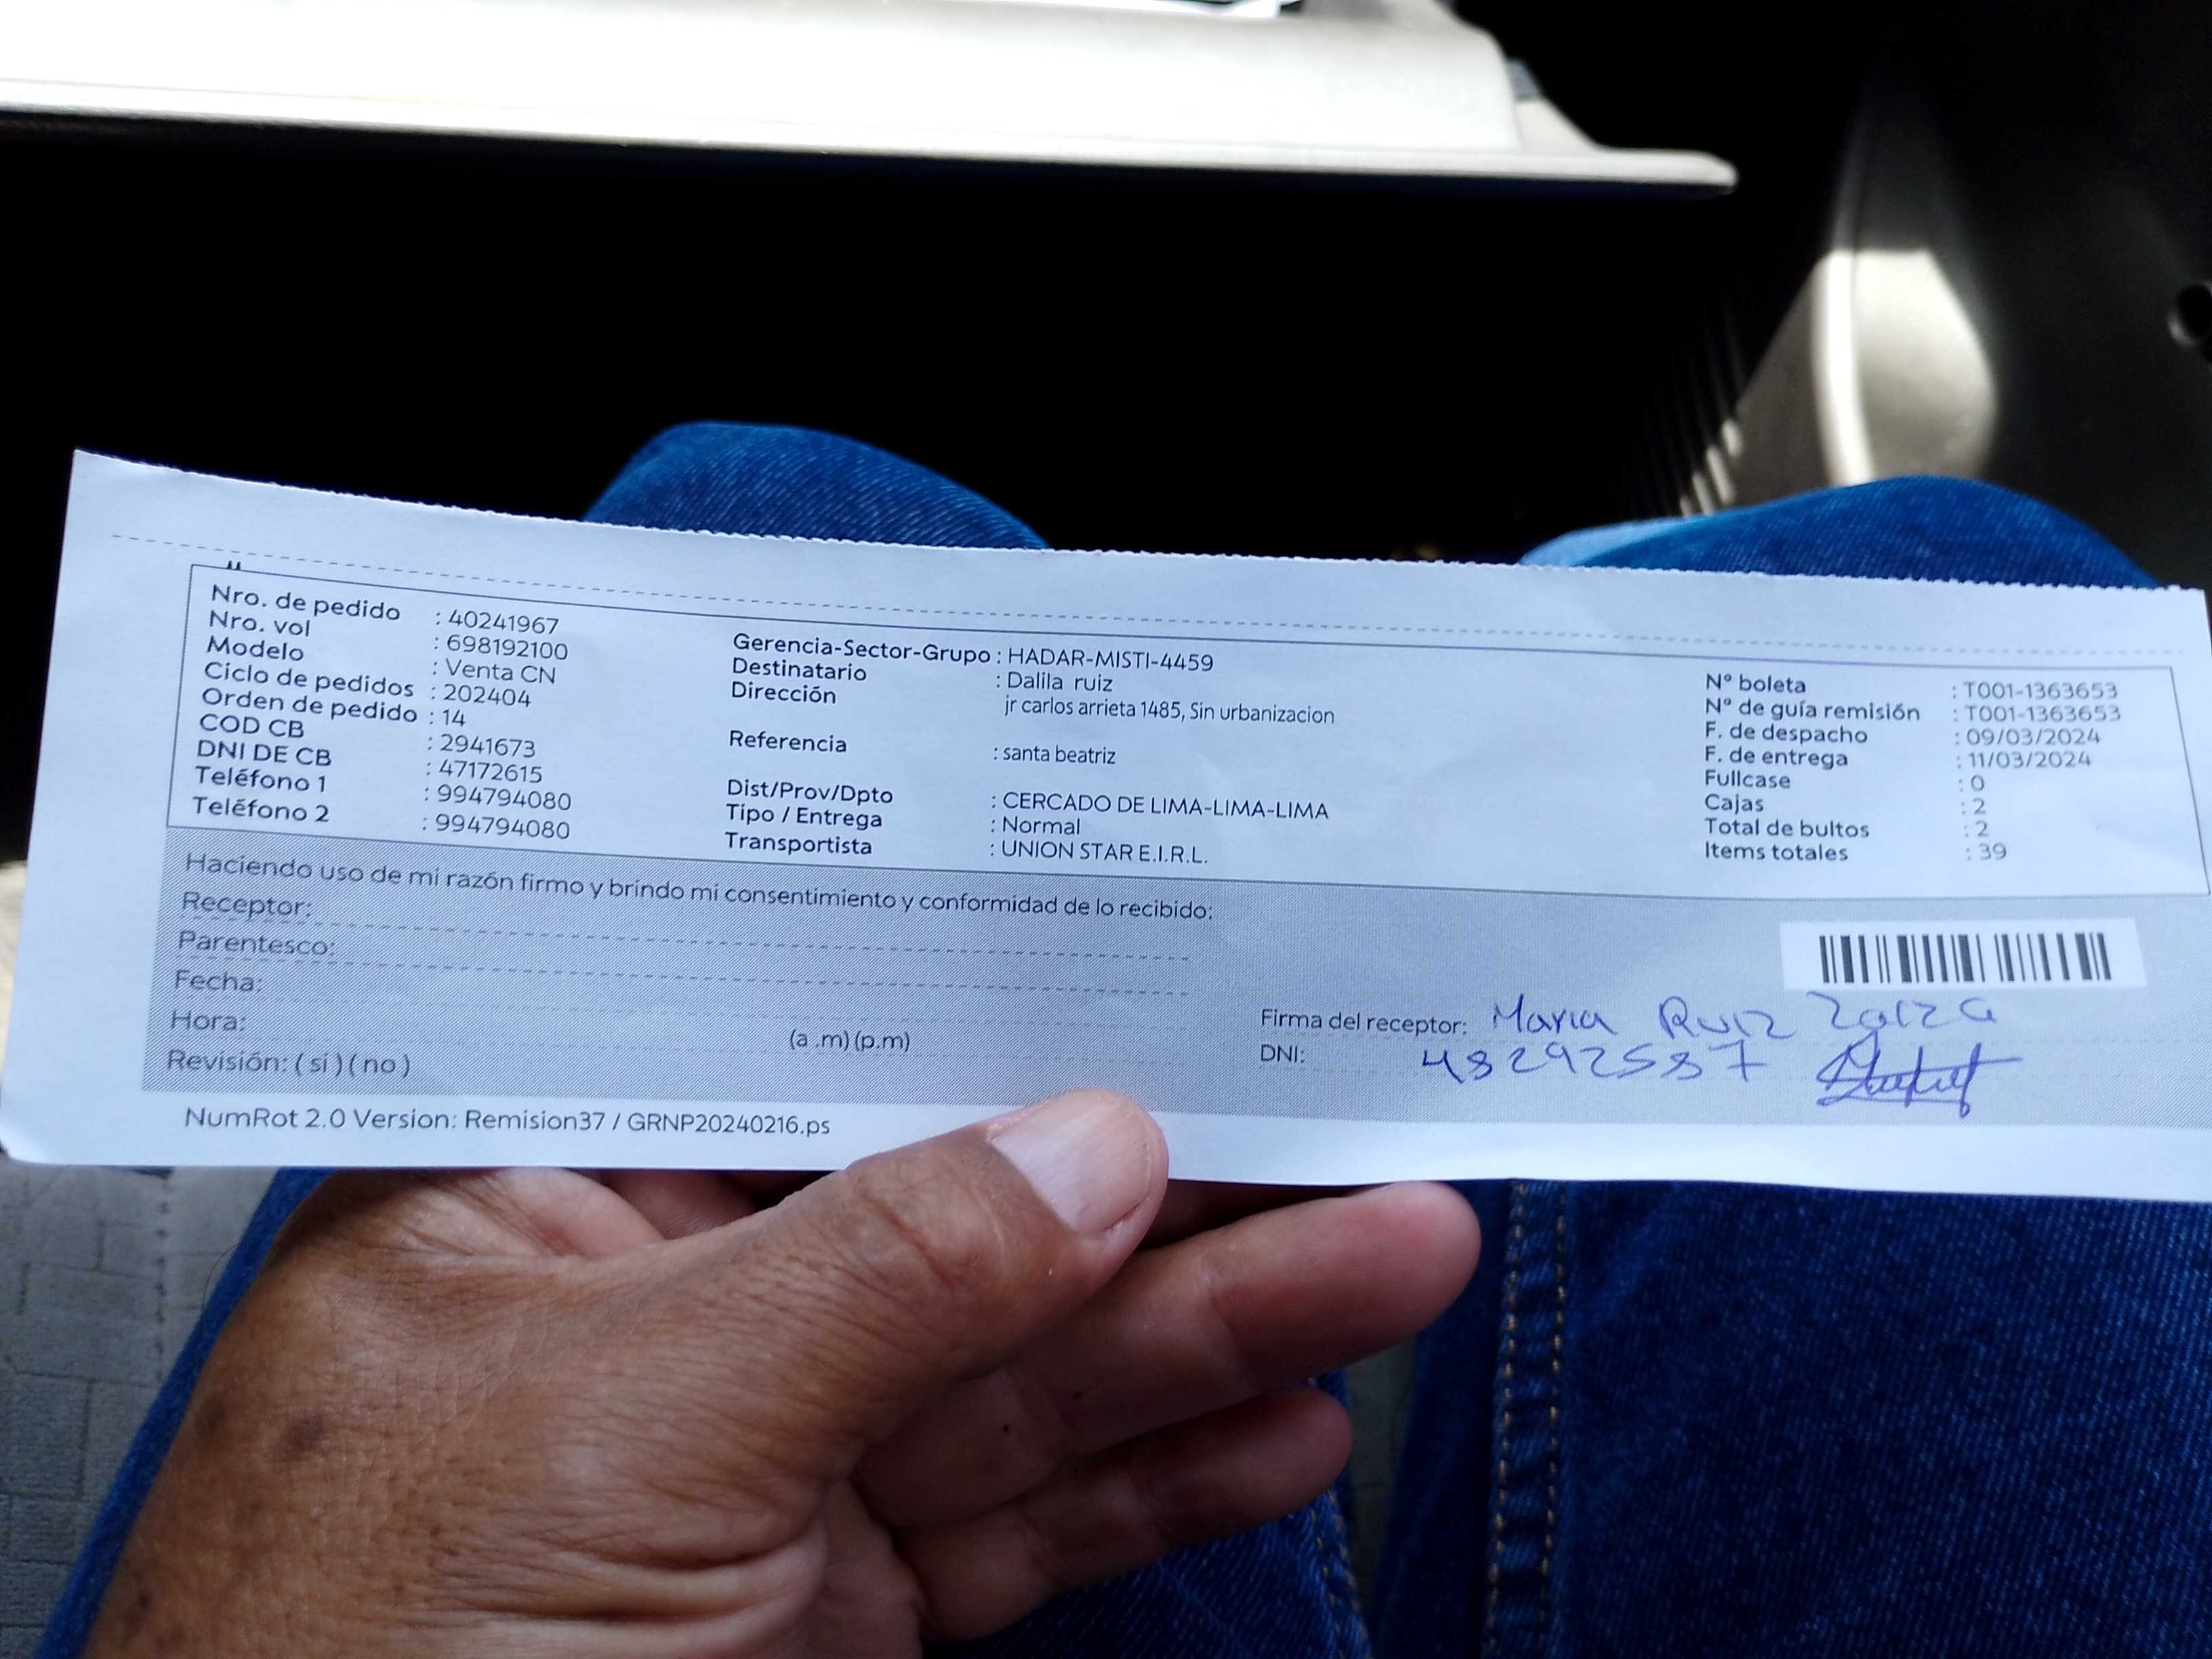 Nro. de pedido : 40241967
Nro. vol : 698192100
Modelo : Venta CN
Ciclo de pedidos : 202404
Orden de pedido : 14
COD CB : 2941673
DNI DE CB : 47172615
Teléfono 1 : 994794080
Teléfono 2 : 994794080
Gerencia-Sector-Grupo : HADAR-MISTI-4459
Destinatario : Dalila ruiz
Dirección jr carlos arrieta 1485, Sin urbanizacion
Referencia : santa beatriz
Dist/Prov/Dpto : CERCADO DE LIMA-LIMA-LIMA
Tipo / Entrega : Normal
Transportista : UNION STAR E.I.R.L.
N° boleta : T001-1363653
N° de guía remisión : T001-1363653
F. de despacho : 09/03/2024
F. de entrega : 11/03/2024
Fullcase : 0
Cajas : 2
Total de bultos : 2
Items totales : 39
Haciendo uso de mi razón firmo y brindo mi consentimiento y conformidad de lo recibido:
Receptor:
Parentesco:
Fecha:
Hora: (a .m) (p.m)
Revisión: ( si ) ( no )
Firma del receptor: Maria Ruiz
DNI:
NumRot 2.0 Version: Remision37 / GRNP20240216.ps